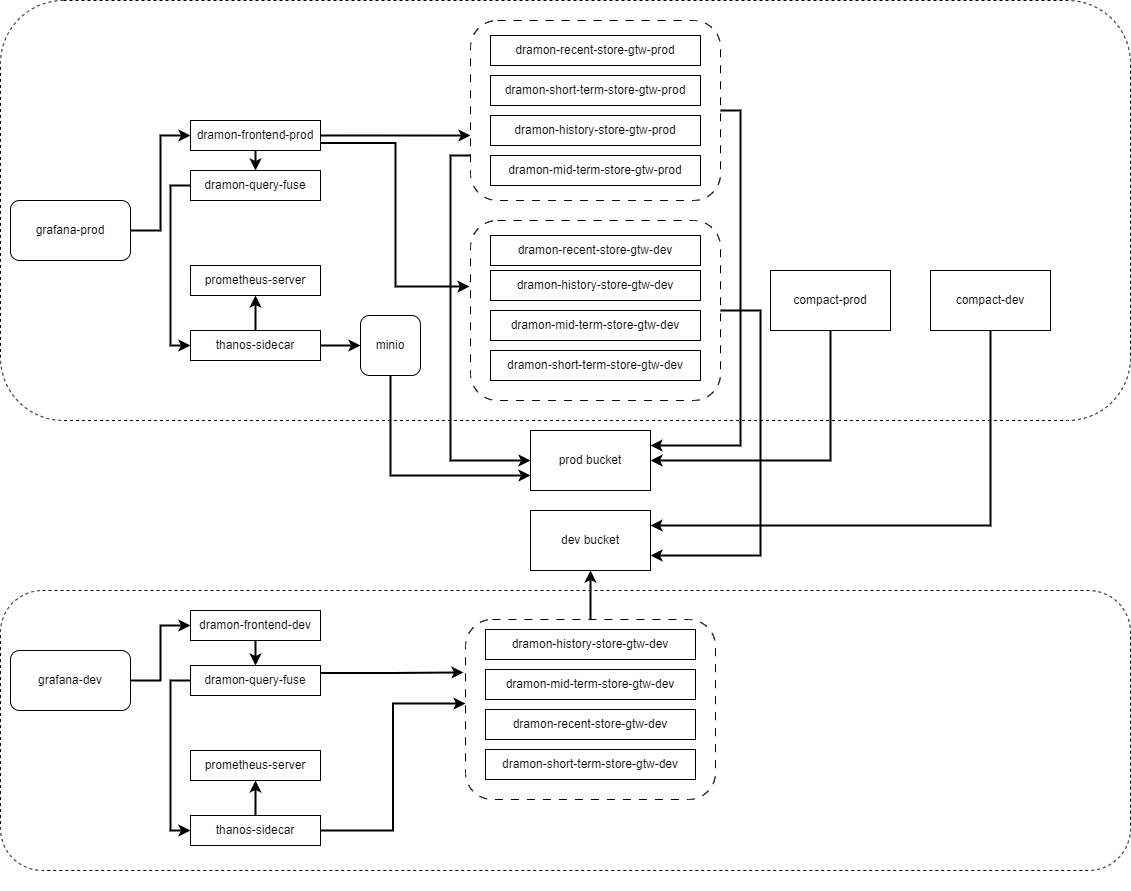 dramon-recent-store-gtw-prod
dramon-short-term-store-gtw-prod
dramon-history-store-gtw-prod
dramon-mid-term-store-gtw-prod
dramon-frontend-prod
dramon-query-fuse
grafana-prod
prometheus-server
thanos-sidecar
minio
dramon-recent-store-gtw-dev
dramon-history-store-gtw-dev
dramon-mid-term-store-gtw-dev
dramon-short-term-store-gtw-dev
compact-prod
compact-dev
prod bucket
dev bucket
dramon-frontend-dev
dramon-query-fuse
grafana-dev
prometheus-server
thanos-sidecar
dramon-history-store-gtw-dev
dramon-mid-term-store-gtw-dev
dramon-recent-store-gtw-dev
dramon-short-term-store-gtw-dev